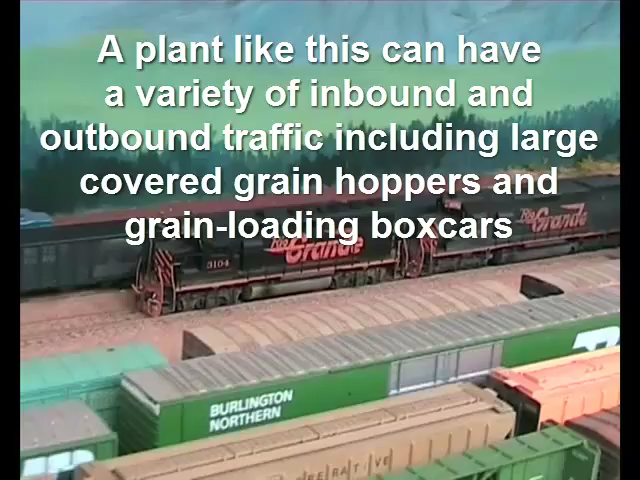 A plant like this can have
a variety of inbound and
outbound traffic including large
covered grain hoppers and
grain-loading boxcars
Rio Grande
Rio Grande
3104
BURLINGTON
NORTHERN